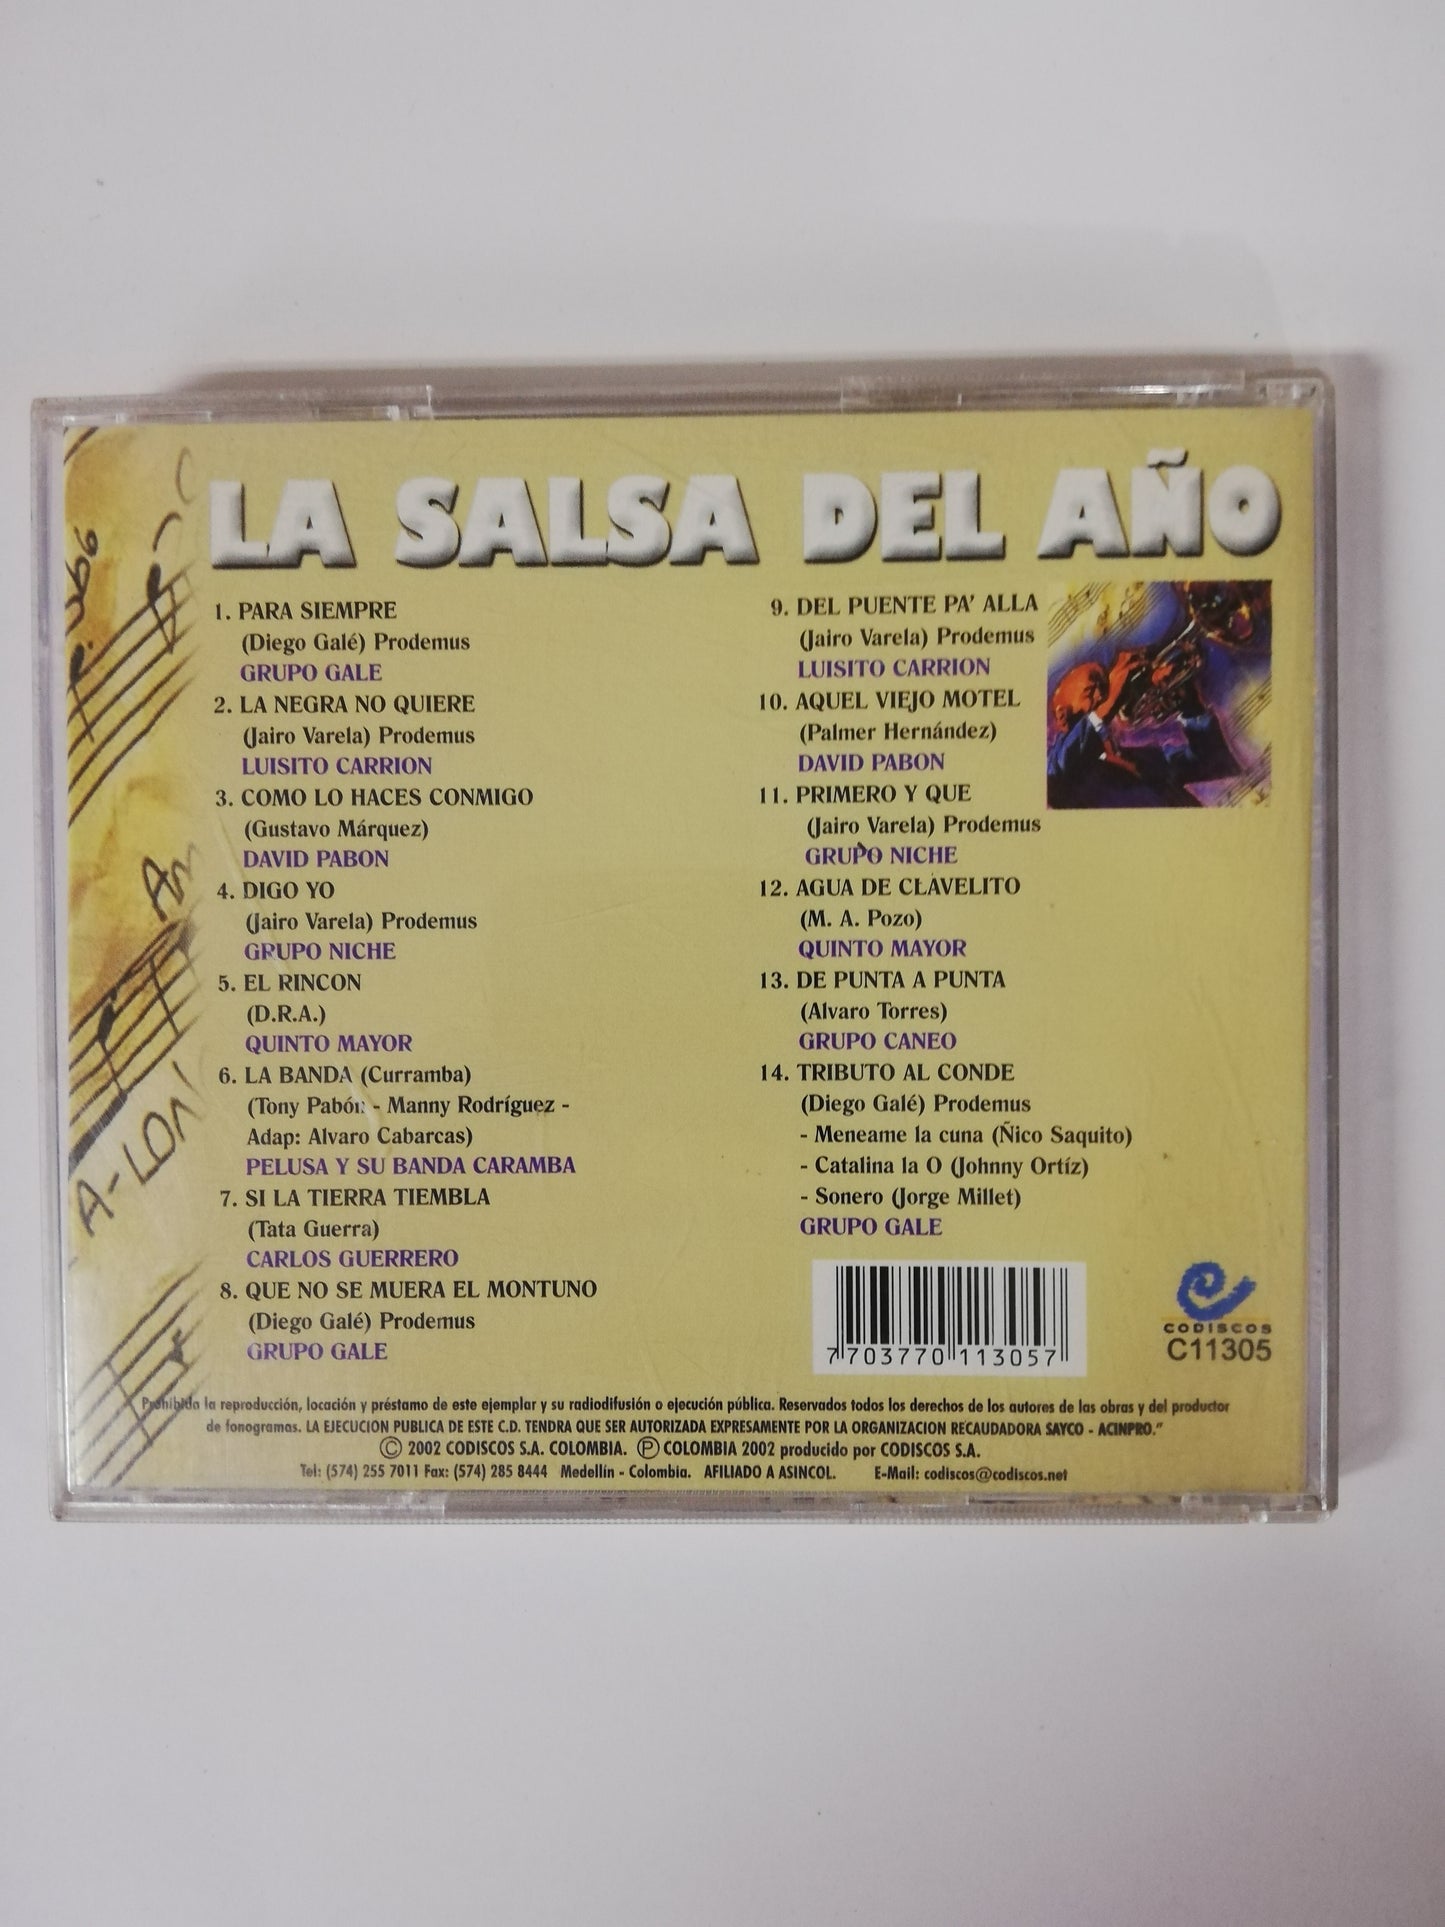 LA SALSA DEL AÑO
1. PARA SIEMPRE
(Diego Galé) Prodemus
GRUPO GALE
2. LA NEGRA NO QUIERE
(Jairo Varela) Prodemus
LUISITO CARRION
3. COMO LO HACES CONMIGO
(Gustavo Márquez)
DAVID PABON
4. DIGO YO
(Jairo Varela) Prodemus
GRUPO NICHE
5. EL RINCON
(D.R.A.)
QUINTO MAYOR
6. LA BANDA (Curramba)
(Tony Pabón - Manny Rodríguez -
Adap: Alvaro Cabarcas)
PELUSA Y SU BANDA CARAMBA
7. SI LA TIERRA TIEMBLA
(Tata Guerra)
CARLOS GUERRERO
8. QUE NO SE MUERA EL MONTUNO
(Diego Galé) Prodemus
GRUPO GALE
9. DEL PUENTE PA' ALLA
(Jairo Varela) Prodemus
LUISITO CARRION
10. AQUEL VIEJO MOTEL
(Palmer Hernández)
DAVID PABON
11. PRIMERO Y QUE
(Jairo Varela) Prodemus
GRUPO NICHE
12. AGUA DE CLAVELITO
(M. A. Pozo)
QUINTO MAYOR
13. DE PUNTA A PUNTA
(Alvaro Torres)
GRUPO CANEO
14. TRIBUTO AL CONDE
(Diego Galé) Prodemus
- Meneame la cuna (Ñico Saquito)
- Catalina la O (Johnny Ortíz)
- Sonero (Jorge Millet)
GRUPO GALE
7 703770 113057
CODISCOS
C11305
Prohibida la reproducción, locación y préstamo de este ejemplar y su radiodifusión o ejecución pública. Reservados todos los derechos de los autores de las obras y del productor
de fonogramas. LA EJECUCION PUBLICA DE ESTE C.D. TENDRA QUE SER AUTORIZADA EXPRESAMENTE POR LA ORGANIZACION RECAUDADORA SAYCO - ACINPRO."
Ⓒ 2002 CODISCOS S.A. COLOMBIA. Ⓟ COLOMBIA 2002 producido por CODISCOS S.A.
Tel: (574) 255 7011 Fax: (574) 285 8444 Medellín - Colombia. AFILIADO A ASINCOL. E-Mail: codiscos@codiscos.net